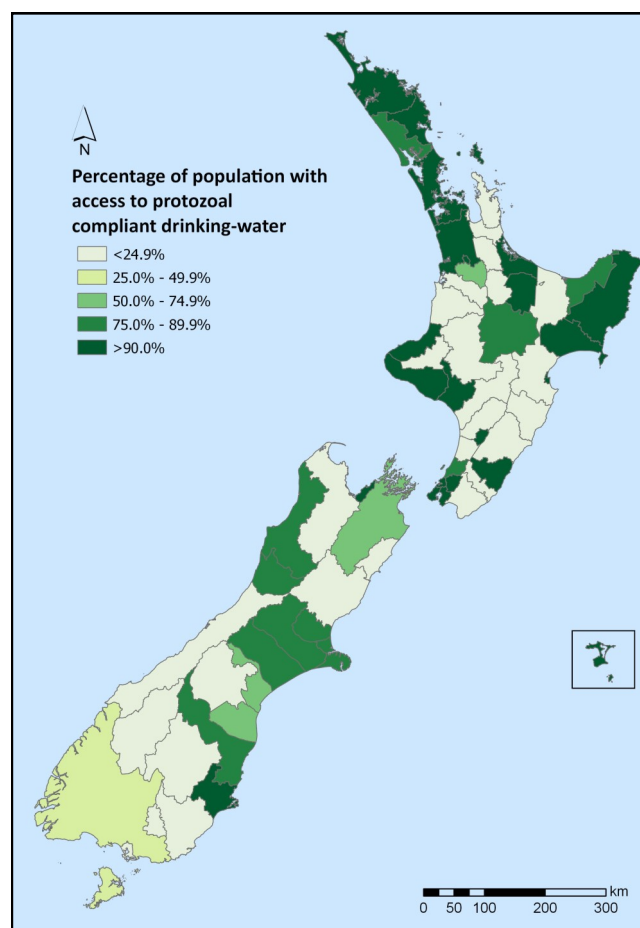 N
Percentage of population with
access to protozoal
compliant drinking-water
<24.9%
25.0% - 49.9%
50.0% - 74.9%
75.0% - 89.9%
>90.0%
km
0 50 100 200 300